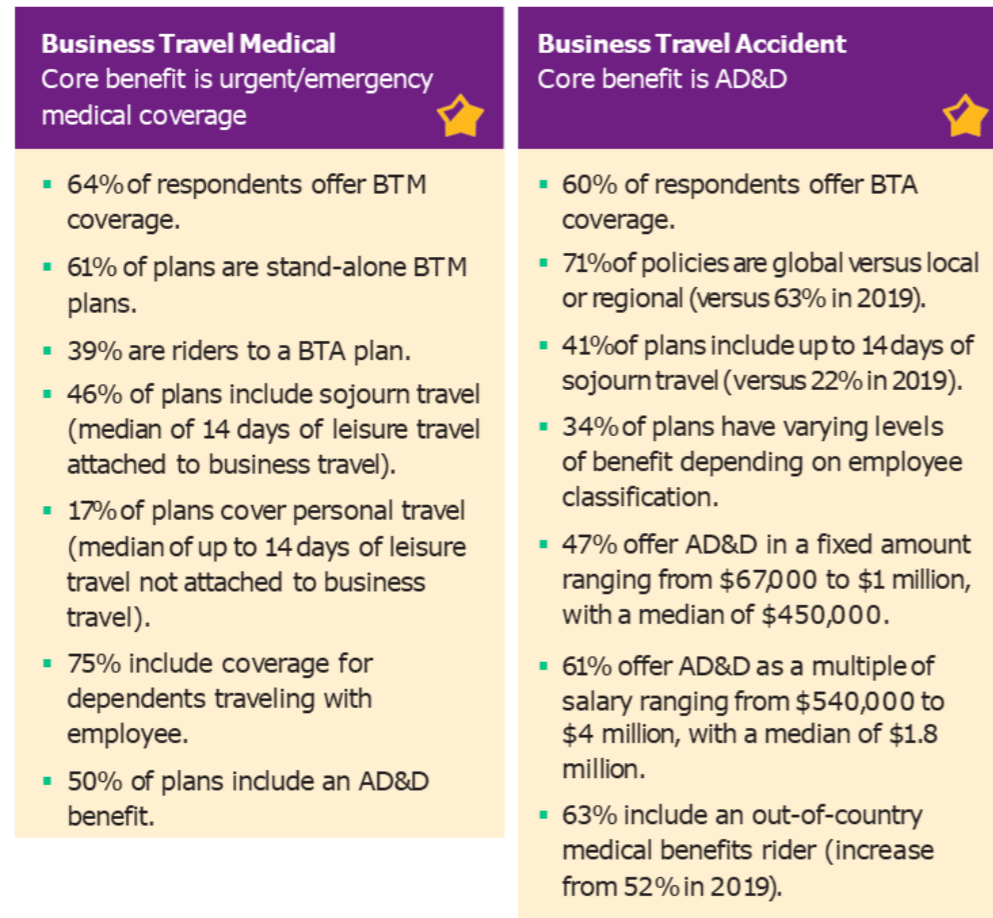 Business Travel Medical
Core benefit is urgent/emergency
medical coverage
▪ 64% of respondents offer BTM
coverage.
▪ 61% of plans are stand-alone BTM
plans.
▪ 39% are riders to a BTA plan.
▪ 46% of plans include sojourn travel
(median of 14 days of leisure travel
attached to business travel).
▪ 17% of plans cover personal travel
(median of up to 14 days of leisure
travel not attached to business
travel).
▪ 75% include coverage for
dependents traveling with
employee.
▪ 50% of plans include an AD&D
benefit.
Business Travel Accident
Core benefit is AD&D
▪ 60% of respondents offer BTA
coverage.
▪ 71% of policies are global versus local
or regional (versus 63% in 2019).
▪ 41% of plans include up to 14 days of
sojourn travel (versus 22% in 2019).
▪ 34% of plans have varying levels
of benefit depending on employee
classification.
▪ 47% offer AD&D in a fixed amount
ranging from $67,000 to $1 million,
with a median of $450,000.
▪ 61% offer AD&D as a multiple of
salary ranging from $540,000 to
$4 million, with a median of $1.8
million.
▪ 63% include an out-of-country
medical benefits rider (increase
from 52% in 2019).